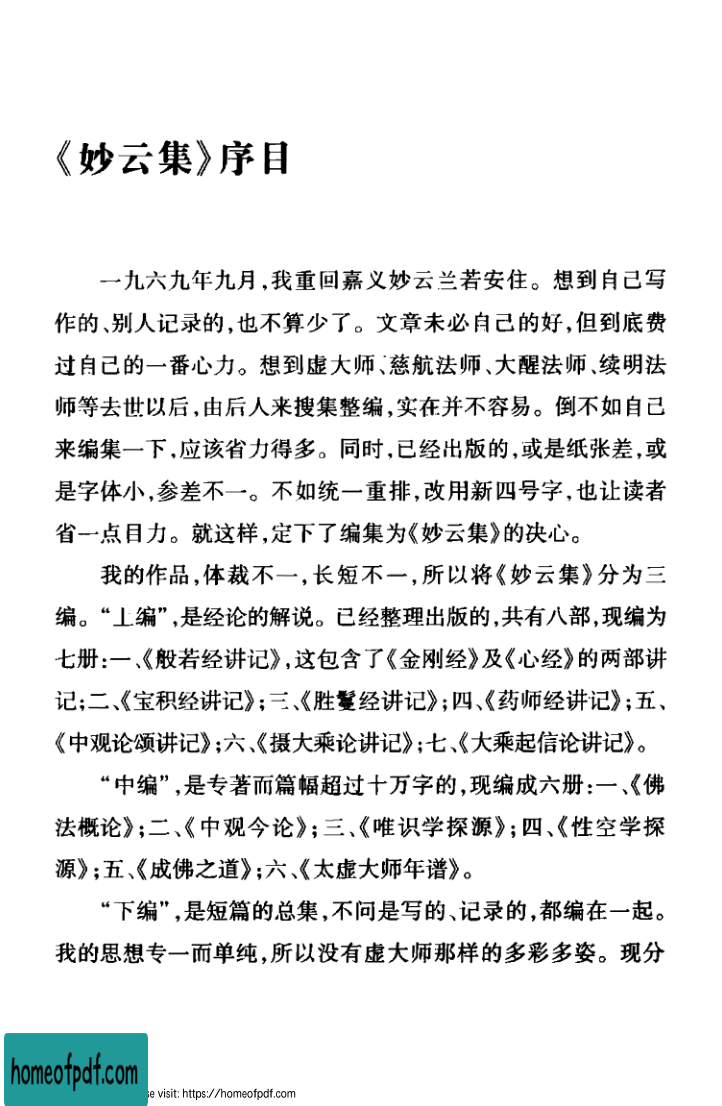 《妙云集》序目
一九六九年九月,我重回嘉义妙云兰若安住。想到自己写
作的、别人记录的,也不算少了。文章未必自己的好,但到底费
过自己的一番心力。想到虚大师、慈航法师、大醒法师、续明法
师等去世以后,由后人来搜集整编,实在并不容易。倒不如自己
来编集一下,应该省力得多。同时,已经出版的,或是纸张差,或
是字体小,参差不一。不如统一重排,改用新四号字,也让读者
省一点目力。就这样,定下了编集为《妙云集》的决心。
我的作品,体裁不一,长短不一,所以将《妙云集》分为三
编。“上编”,是经论的解说。已经整理出版的,共有八部,现编为
七册:一、《般若经讲记》,这包含了《金刚经》及《心经》的两部讲
记;二、《宝积经讲记》;三、《胜鬘经讲记》;四、《药师经讲记》;五、
《中观论颂讲记》;六、《摄大乘论讲记》;七、《大乘起信论讲记》。
“中编”,是专著而篇幅超过十万字的,现编成六册:一、《佛
法概论》;二、《中观今论》;三、《唯识学探源》;四、《性空学探
源》;五、《成佛之道》;六、《太虚大师年谱》。
“下编”,是短篇的总集,不问是写的、记录的,都编在一起。
我的思想专一而单纯,所以没有虚大师那样的多彩多姿。现分
homeofpdf.com
se visit: https://homeofpdf.com